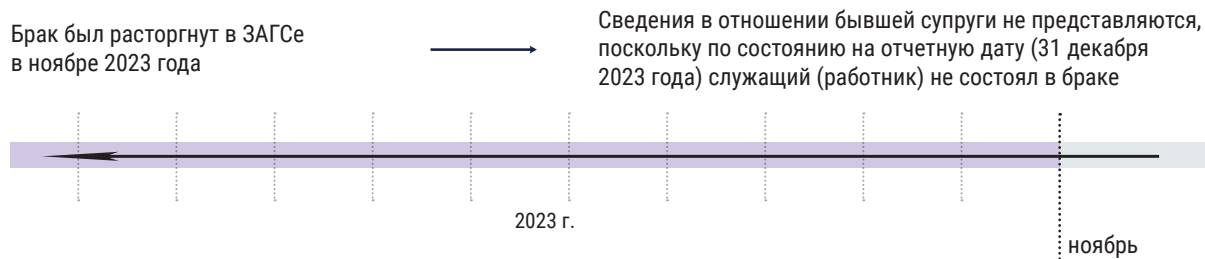 Брак был расторгнут в ЗАГСе
в ноябре 2023 года
Сведения в отношении бывшей супруги не представляются,
поскольку по состоянию на отчетную дату (31 декабря
2023 года) служащий (работник) не состоял в браке
2023 г.
ноябрь